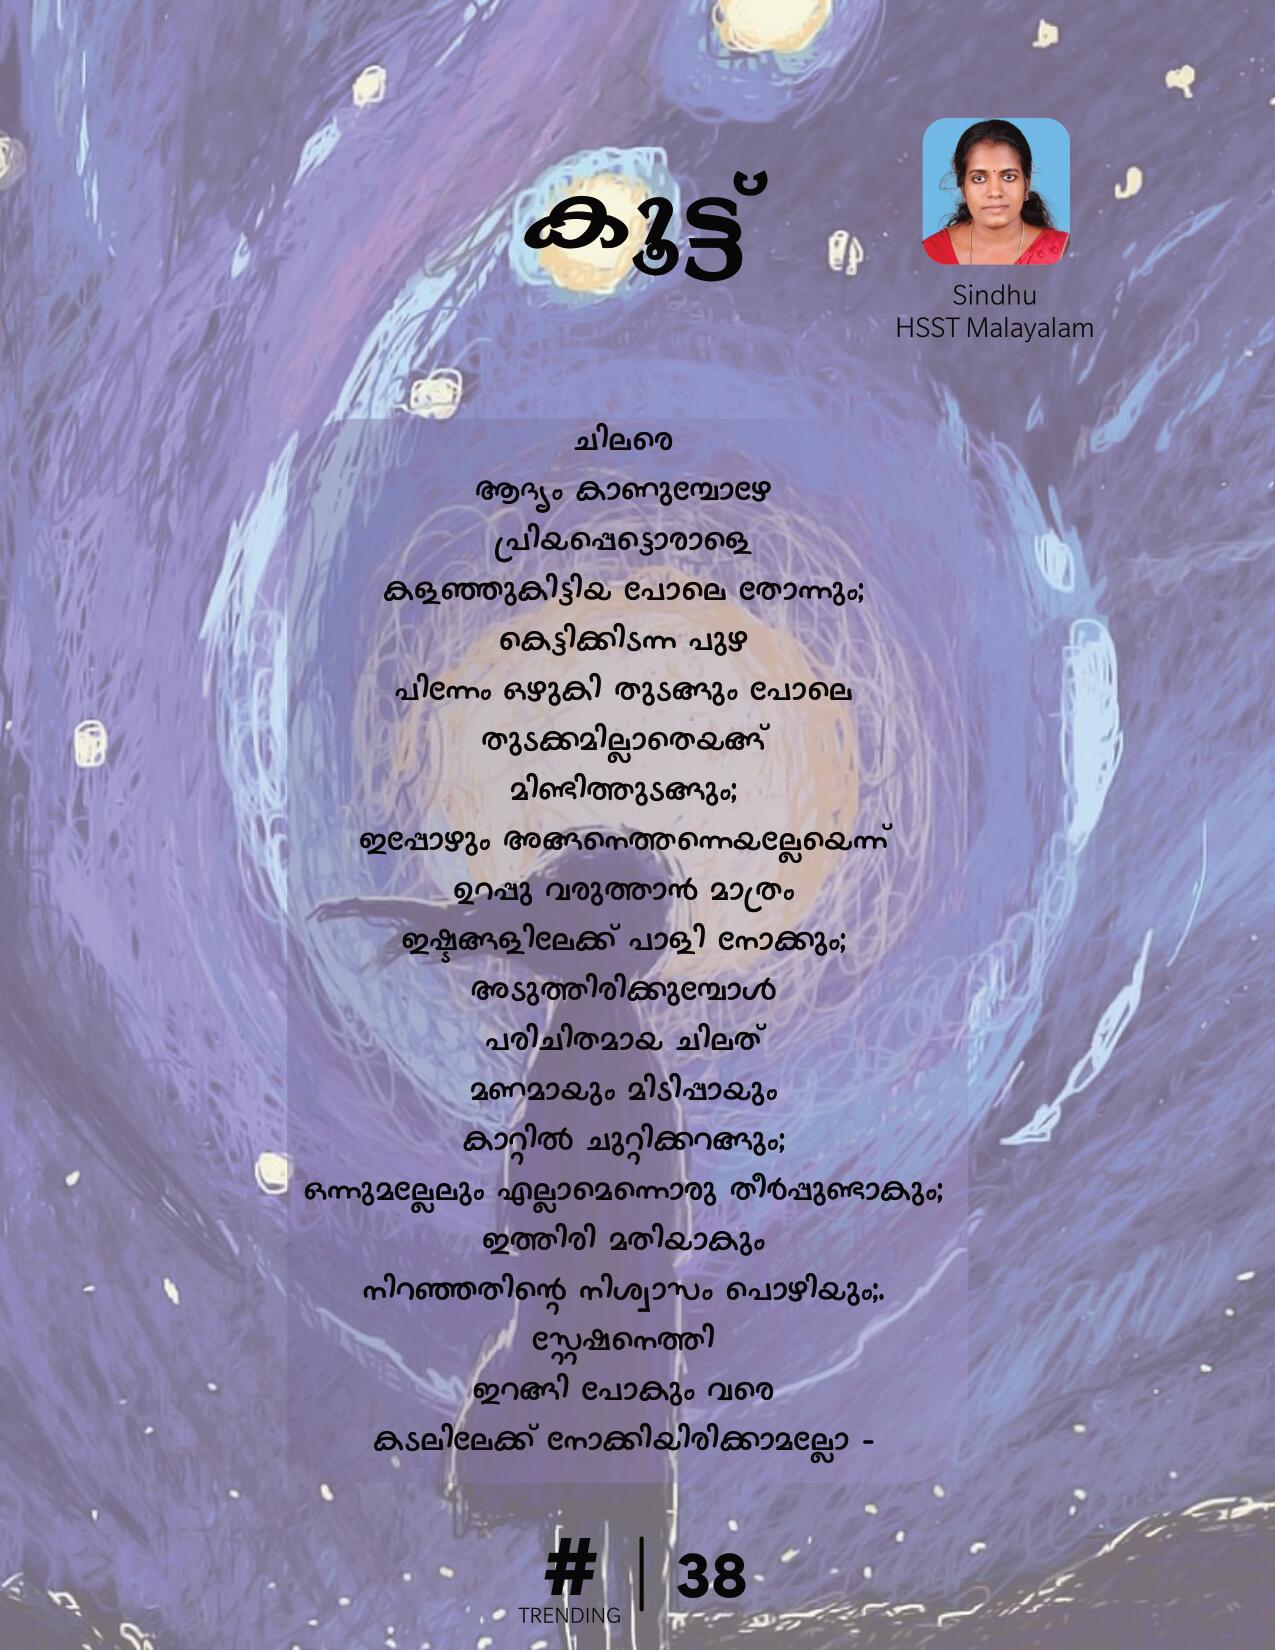 കൂട്ട്
Sindhu
HSST Malayalam
ചിലരെ
ആദ്യം കാണുമ്പോഴേ
പ്രിയപ്പെട്ടൊരാളെ
കളഞ്ഞുകിട്ടിയ പോലെ തോന്നും;
കെട്ടിക്കിടന്ന പുഴ
പിന്നേം ഒഴുകി തുടങ്ങും പോലെ
തുടക്കമില്ലാതെയങ്ങ്
മിണ്ടിത്തുടങ്ങും;
ഇപ്പോഴും അങ്ങനെത്തന്നെയല്ലേയെന്ന്
ഉറപ്പു വരുത്താൻ മാത്രം
ഇഷ്ടങ്ങളിലേക്ക് പാളി നോക്കും;
അടുത്തിരിക്കുമ്പോൾ
പരിചിതമായ ചിലത്
മണമായും മിടിപ്പായും
കാറ്റിൽ ചുറ്റിക്കറങ്ങും;
ഒന്നുമല്ലേലും എല്ലാമെന്നൊരു തീർപ്പുണ്ടാകും;
ഇത്തിരി മതിയാകും
നിറഞ്ഞതിന്റെ നിശ്വാസം പൊഴിയും;.
സ്റ്റേഷനെത്തി
ഇറങ്ങി പോകും വരെ
കടലിലേക്ക് നോക്കിയിരിക്കാമല്ലോ -
# | 38
TRENDING